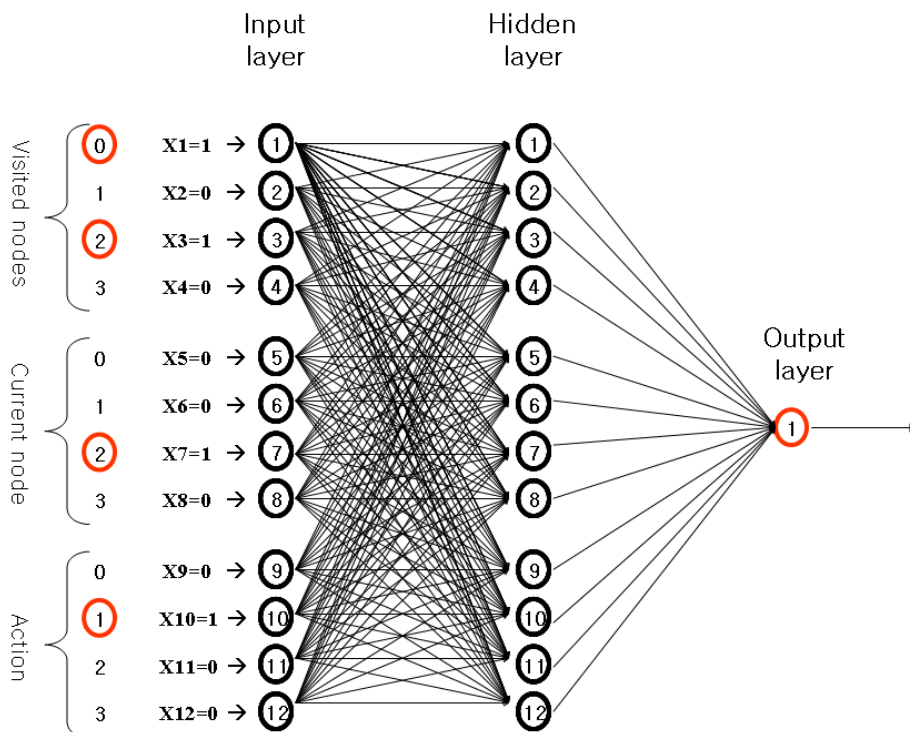 Input layer
Hidden layer
Visited nodes
0 X1=1 → 1 1
1 X2=0 → 2 2
2 X3=1 → 3 3
3 X4=0 → 4 4
Current node
0 X5=0 → 5 5
1 X6=0 → 6 6
2 X7=1 → 7 7
3 X8=0 → 8 8
Output layer
1
Action
0 X9=0 → 9 9
1 X10=1 → 10 10
2 X11=0 → 11 11
3 X12=0 → 12 12